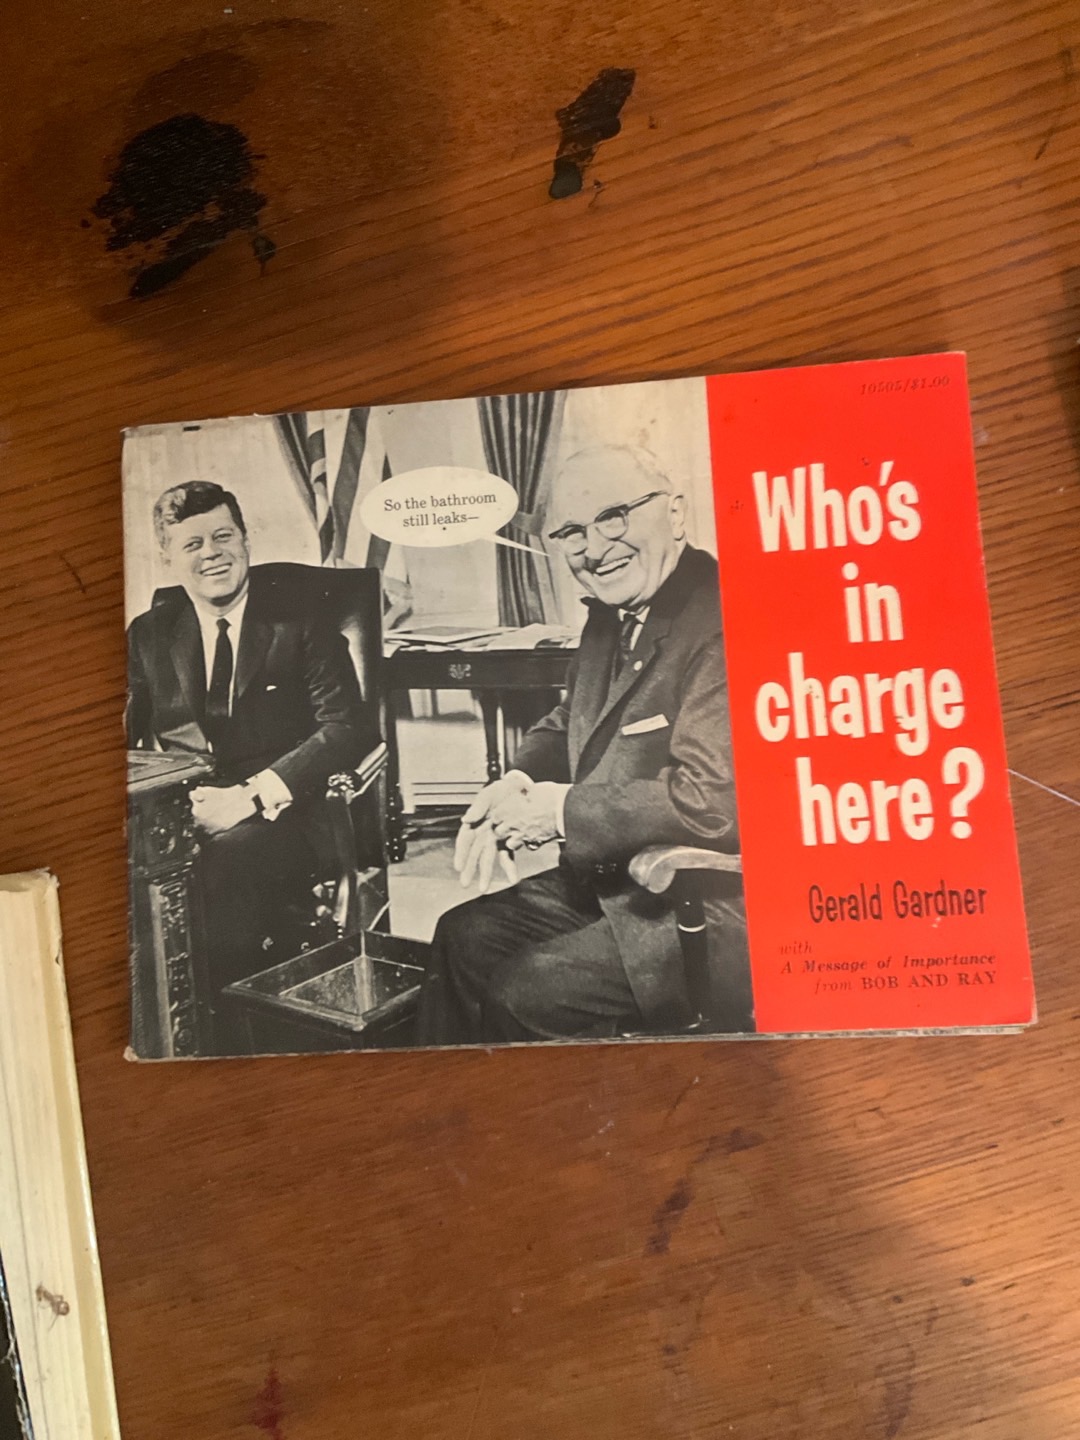 So the bathroom
still leaks—
10505/$1.00
Who's
in
charge
here?
Gerald Gardner
with
A Message of Importance
from BOB AND RAY